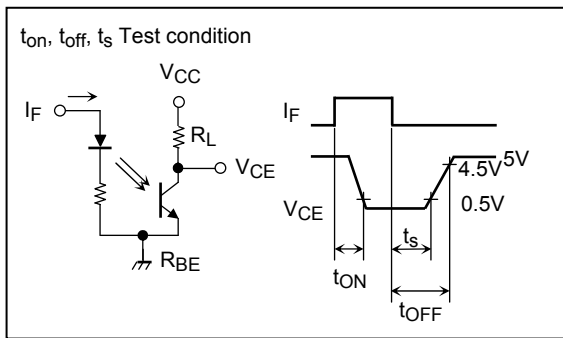 ton, toff, ts Test condition
VCC
IF
RL
VCE
RBE
IF
VCE
5V
4.5V
0.5V
ts
tON
tOFF